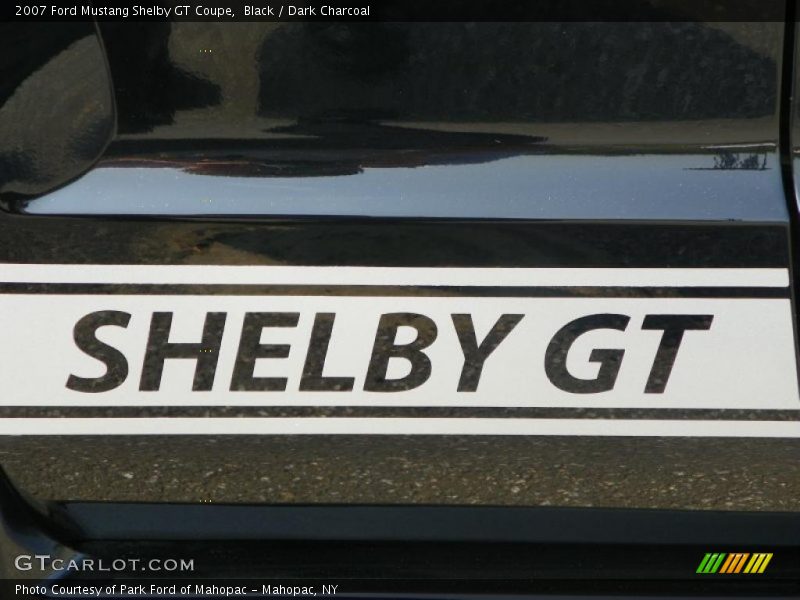 2007 Ford Mustang Shelby GT Coupe,  Black / Dark Charcoal
SHELBY GT
GTCARLOT.COM
Photo Courtesy of Park Ford of Mahopac - Mahopac, NY